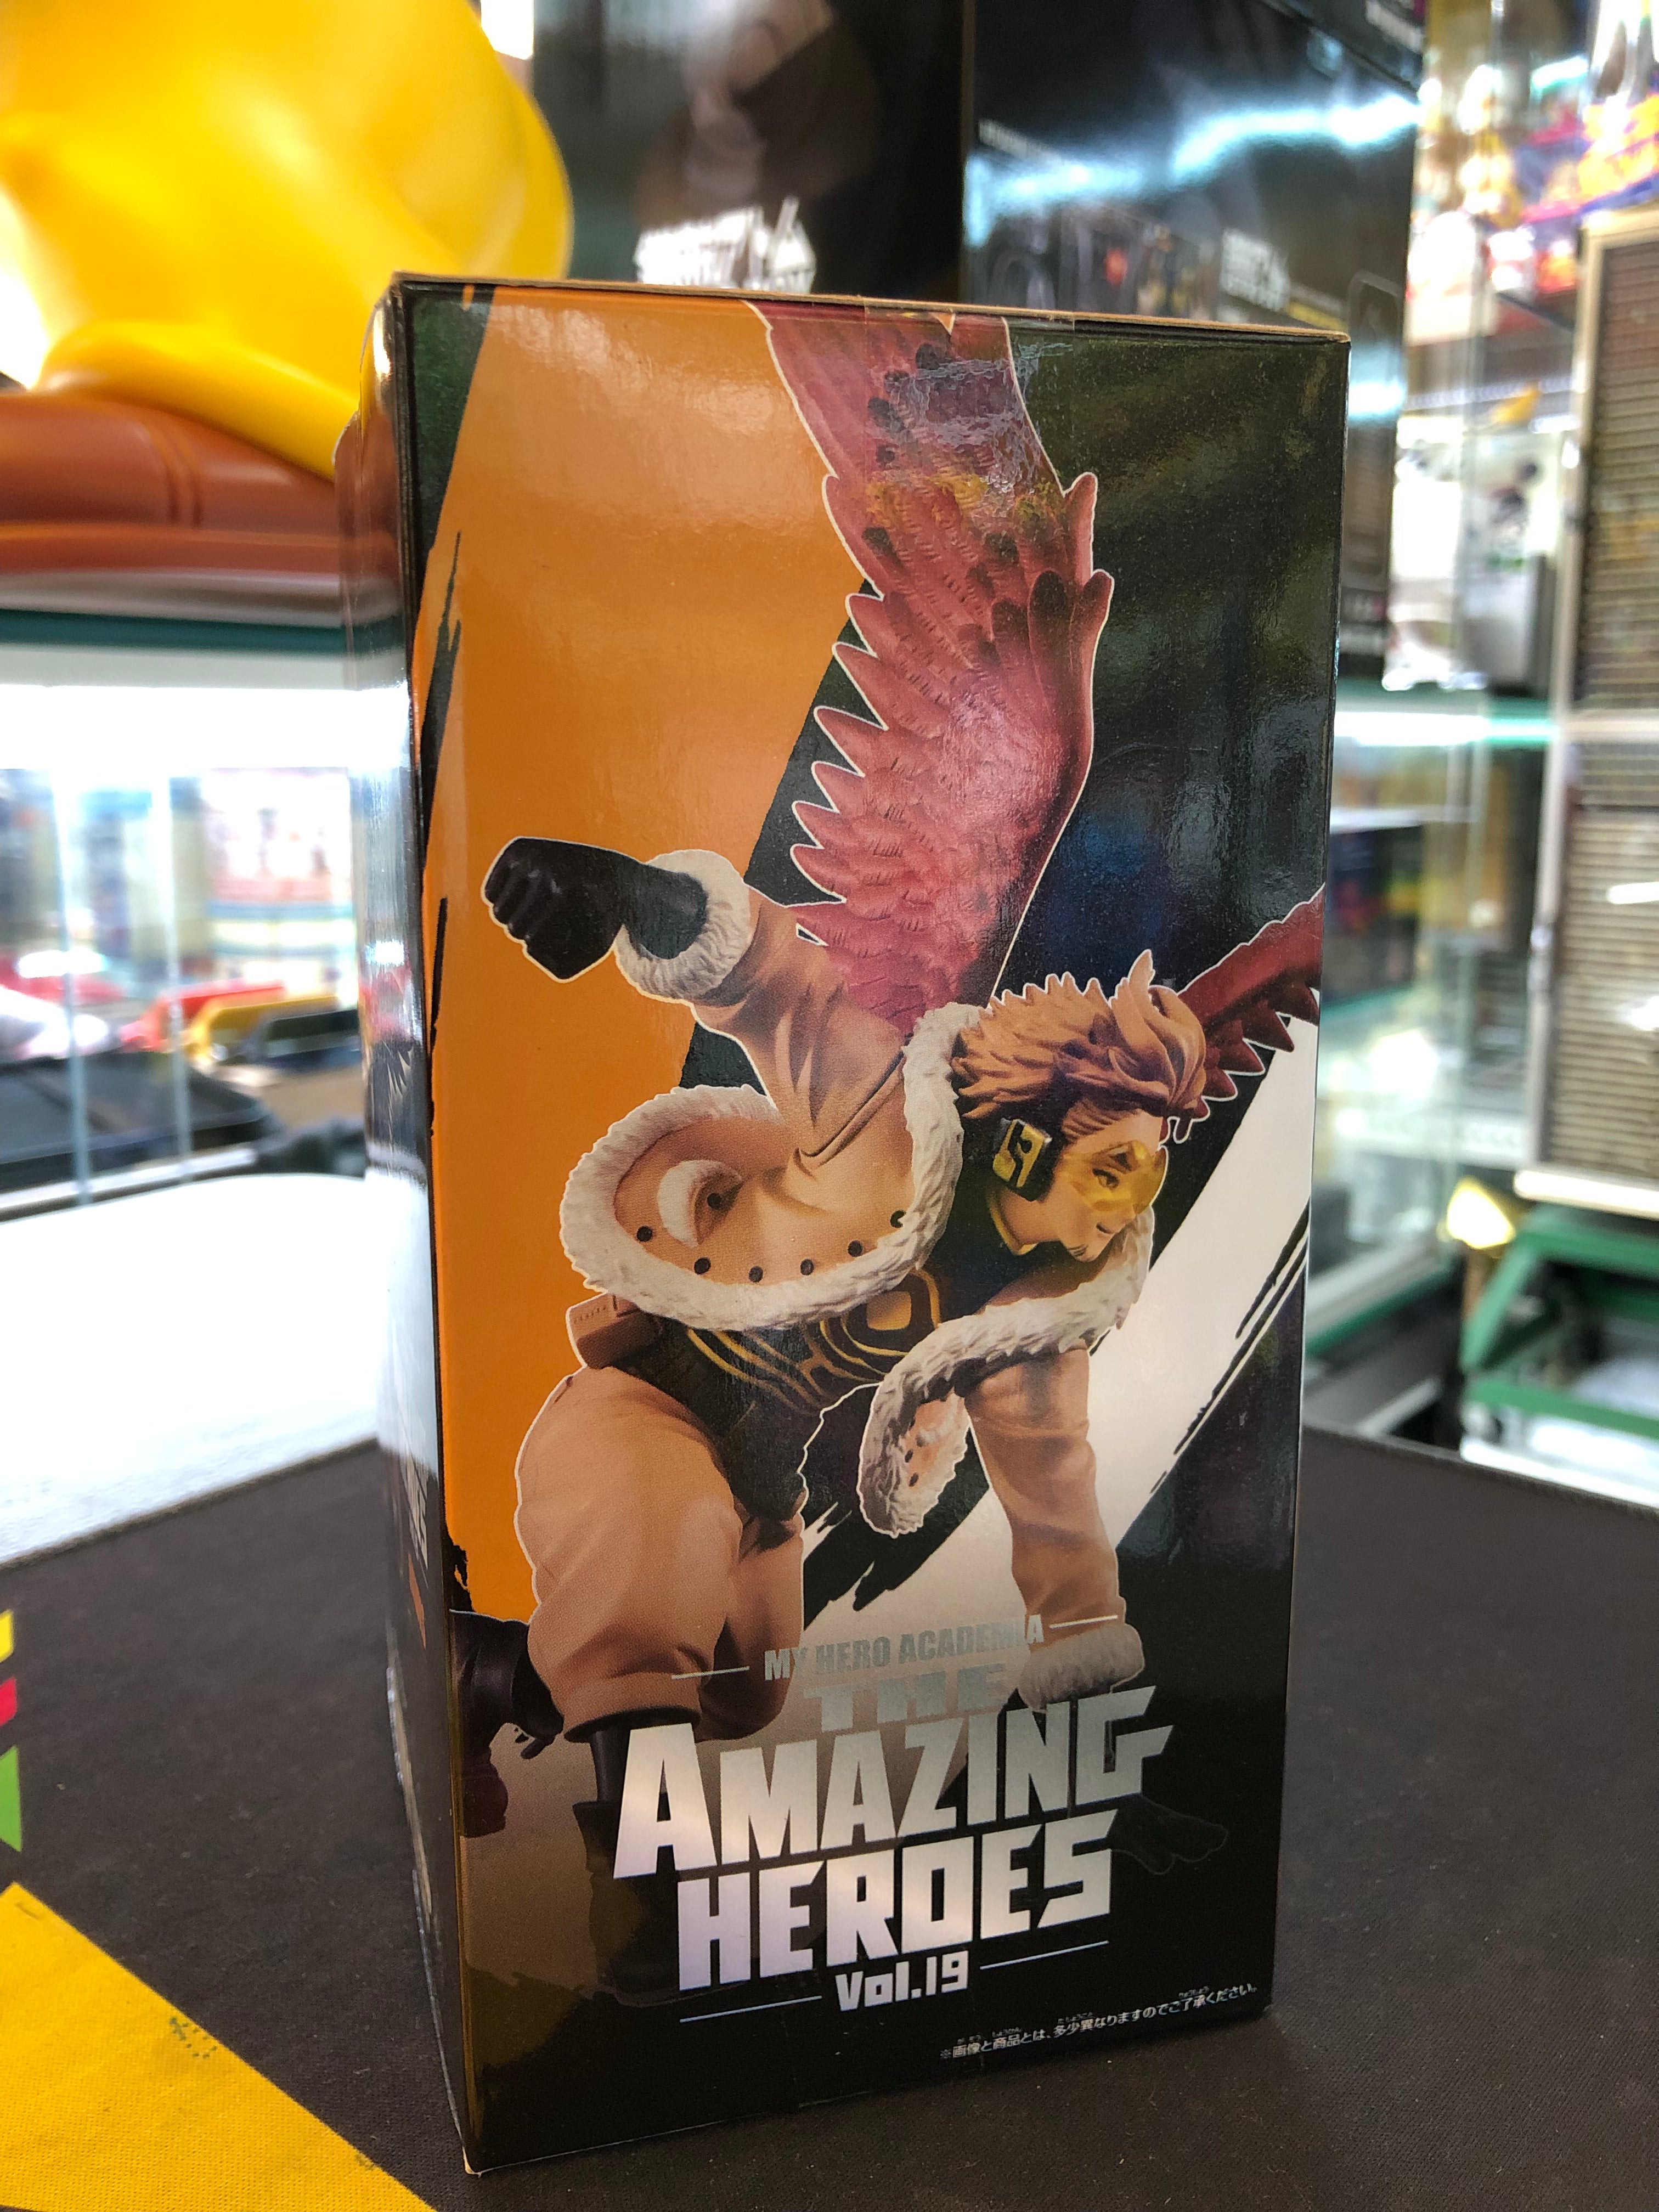 MY HERO ACADEMIA
THE
AMAZING
HEROES
Vol.19
※画像と商品とは、多少異なりますのでご了承ください。